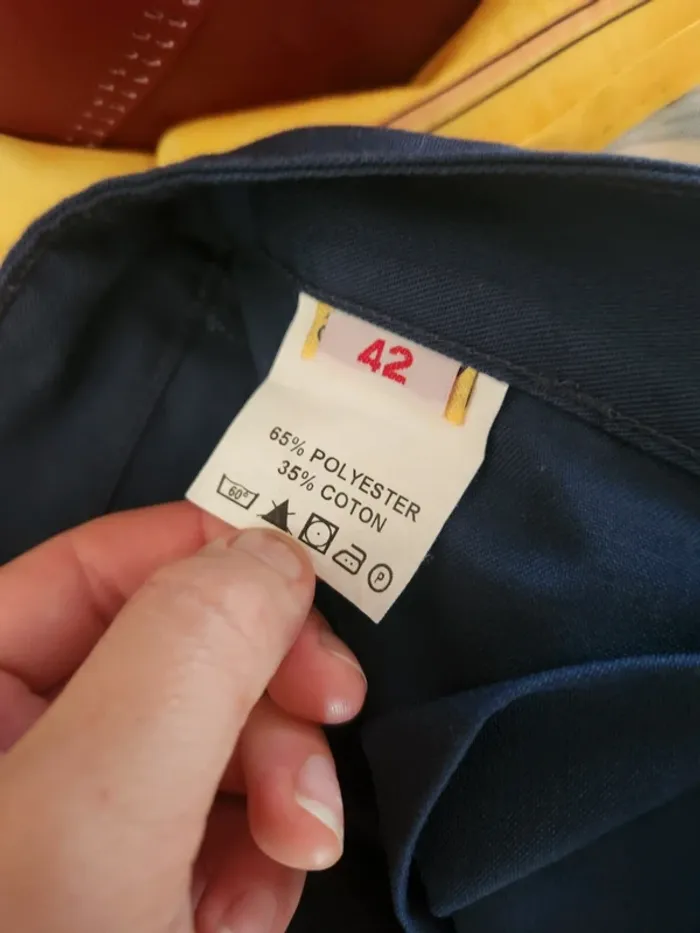 42
65% POLYESTER
35% COTON
60° P